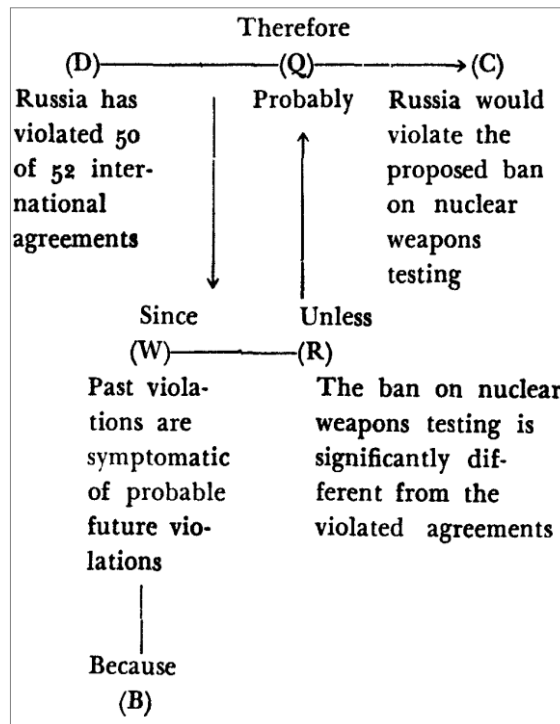 Therefore
(D) (Q) (C)
Russia has
violated 50
of 52 inter-
national
agreements
Probably
Russia would
violate the
proposed ban
on nuclear
weapons
testing
Since
(W)
Unless
(R)
Past viola-
tions are
symptomatic
of probable
future vio-
lations
The ban on nuclear
weapons testing is
significantly dif-
ferent from the
violated agreements
Because
(B)